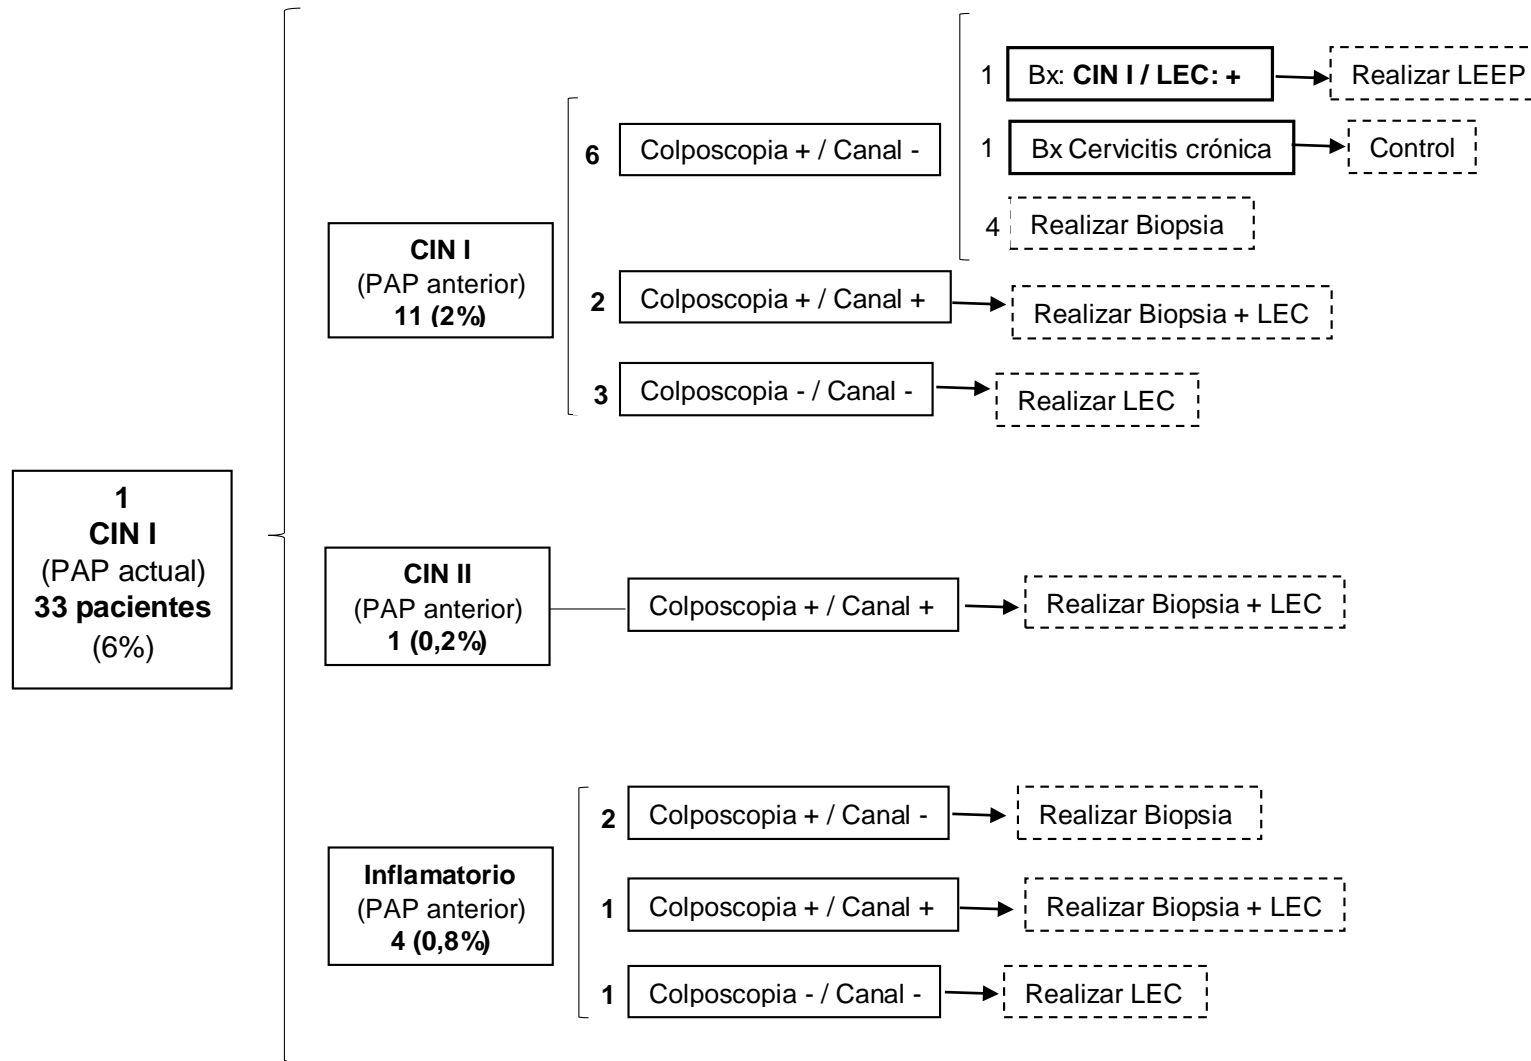 1
CIN I
(PAP actual)
33 pacientes
(6%)
CIN I
(PAP anterior)
11 (2%)
6
Colposcopia + / Canal -
1
Bx: CIN I / LEC: +
Realizar LEEP
1
Bx Cervicitis crónica
Control
4
Realizar Biopsia
2
Colposcopia + / Canal +
Realizar Biopsia + LEC
3
Colposcopia - / Canal -
Realizar LEC
CIN II
(PAP anterior)
1 (0,2%)
Colposcopia + / Canal +
Realizar Biopsia + LEC
Inflamatorio
(PAP anterior)
4 (0,8%)
2
Colposcopia + / Canal -
Realizar Biopsia
1
Colposcopia + / Canal +
Realizar Biopsia + LEC
1
Colposcopia - / Canal -
Realizar LEC